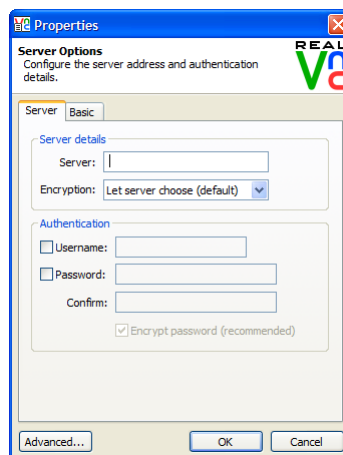 Properties
Server Options
Configure the server address and authentication
details.
REAL
Vnc
Server Basic
Server details
Server:
Encryption: Let server choose (default)
Authentication
Username:
Password:
Confirm:
Encrypt password (recommended)
Advanced... OK Cancel